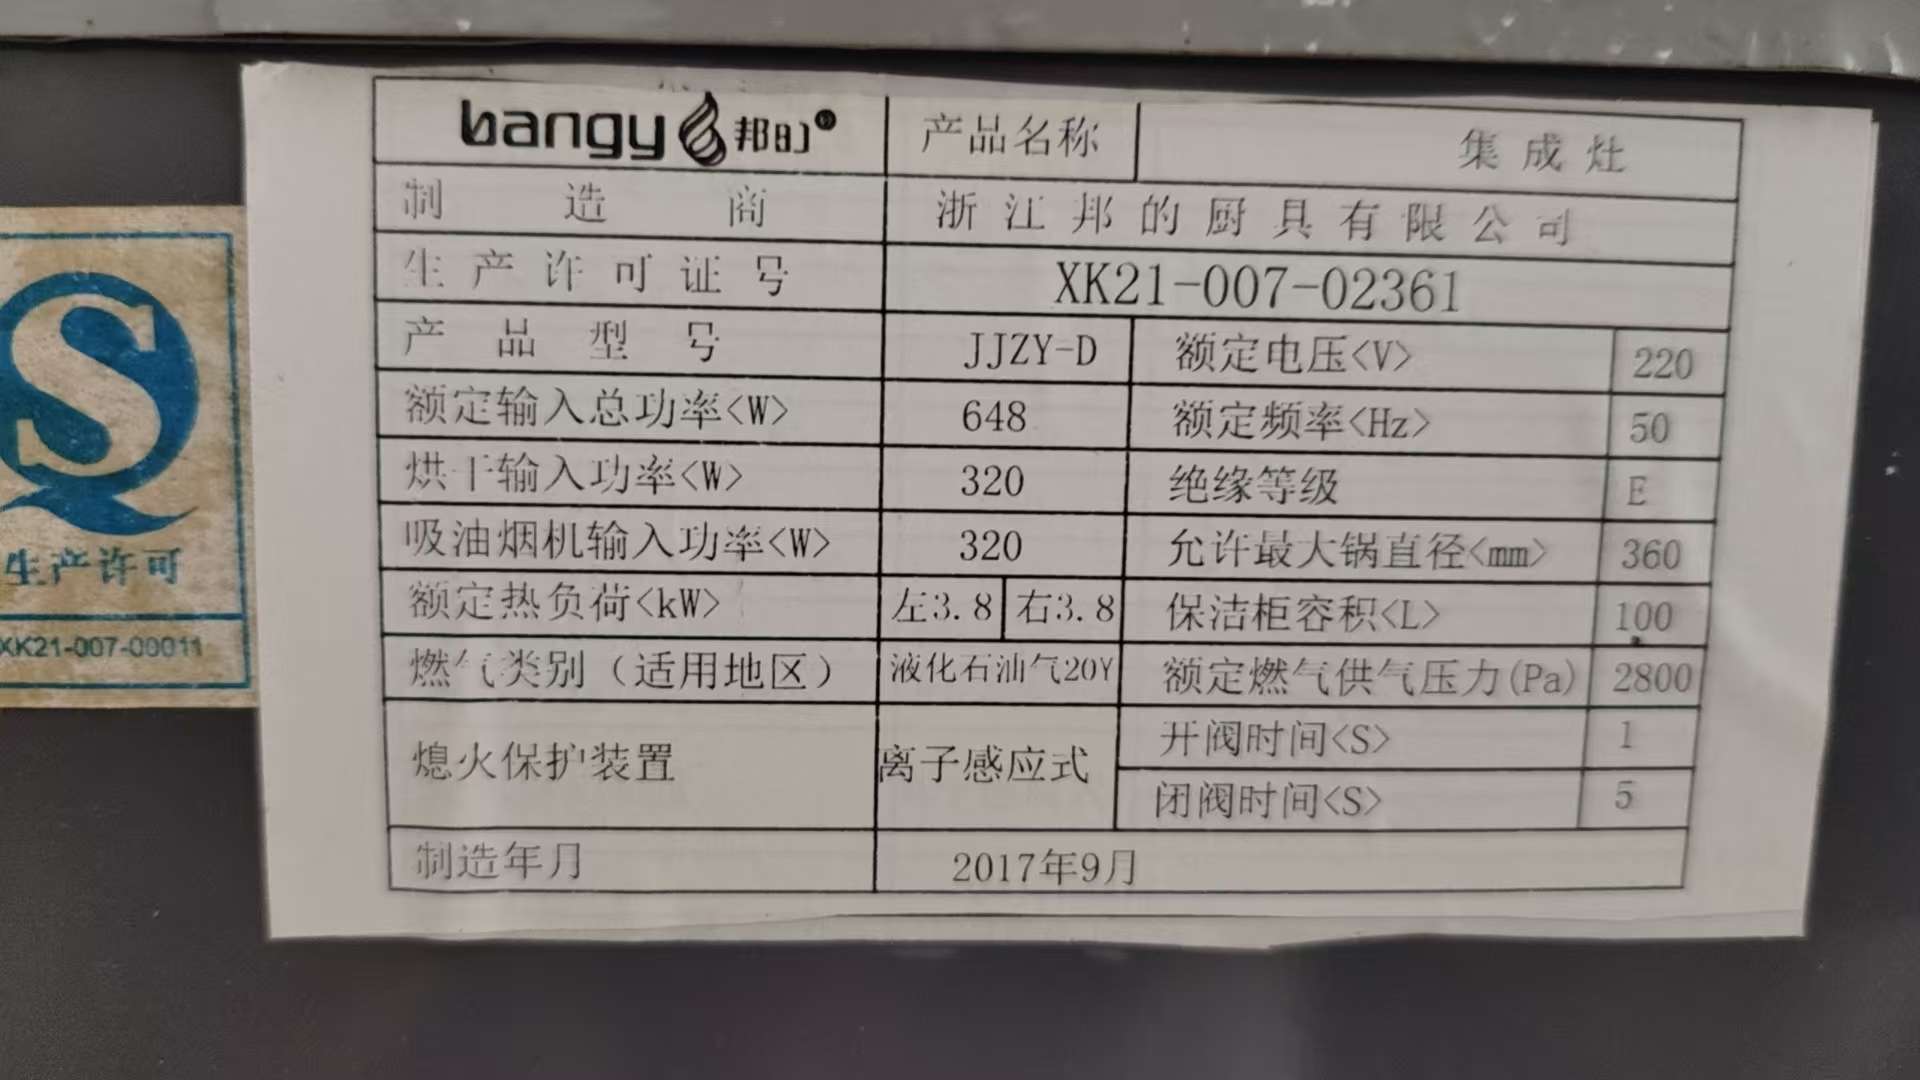 bangy 邦的® 产品名称 集成灶
制造商 浙江邦的厨具有限公司
生产许可证号 XK21-007-02361
产品型号 JJZY-D 额定电压<V> 220
额定输入总功率<W> 648 额定频率<Hz> 50
烘干输入功率<W> 320 绝缘等级 E
吸油烟机输入功率<W> 320 允许最大锅直径<mm> 360
额定热负荷<kW> 左3.8 右3.8 保洁柜容积<L> 100
燃气类别（适用地区） 液化石油气20Y 额定燃气供气压力(Pa) 2800
熄火保护装置 离子感应式 开阀时间<S> 1
闭阀时间<S> 5
制造年月 2017年9月
生产许可
XK21-007-00011